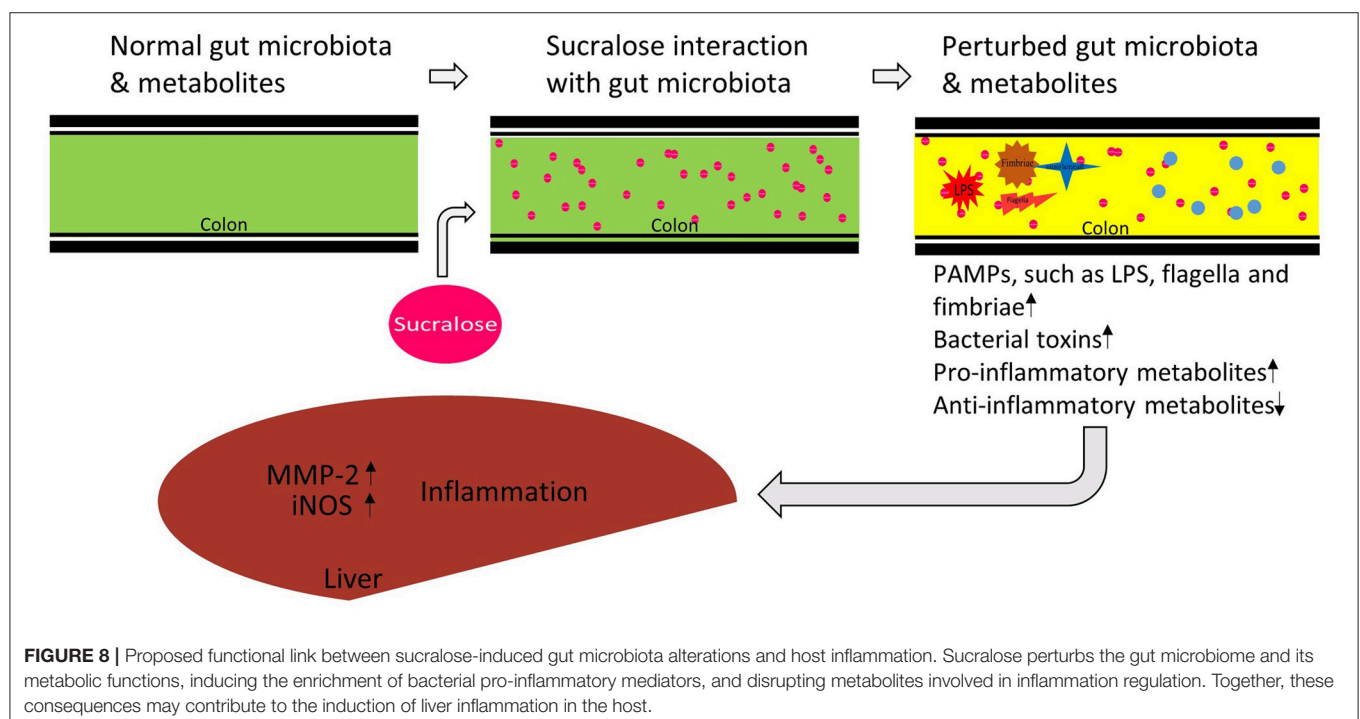 Normal gut microbiota
& metabolites
Sucralose interaction
with gut microbiota
Perturbed gut microbiota
& metabolites
Colon
Sucralose
Colon
LPS
Fimbriae
Flagella
Colon
PAMPs, such as LPS, flagella and
fimbriae↑
Bacterial toxins↑
Pro-inflammatory metabolites↑
Anti-inflammatory metabolites↓
MMP-2 ↑
iNOS ↑
Inflammation
Liver
FIGURE 8 | Proposed functional link between sucralose-induced gut microbiota alterations and host inflammation. Sucralose perturbs the gut microbiome and its
metabolic functions, inducing the enrichment of bacterial pro-inflammatory mediators, and disrupting metabolites involved in inflammation regulation. Together, these
consequences may contribute to the induction of liver inflammation in the host.